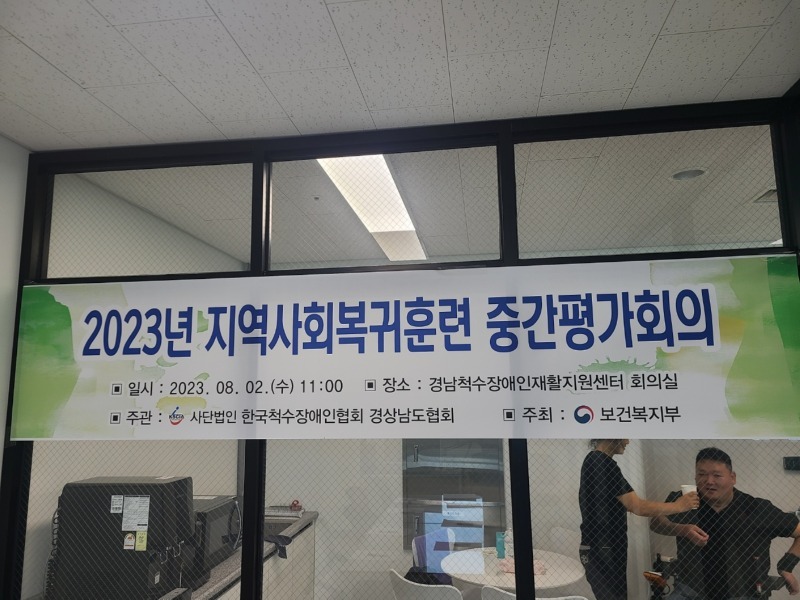 2023년 지역사회복귀훈련 중간평가회의
▣ 일시 : 2023. 08. 02.(수) 11:00 ▣ 장소 : 경남척수장애인재활지원센터 회의실
▣ 주관 : KSCIA 사단법인 한국척수장애인협회 경상남도협회 ▣ 주최 : 보건복지부